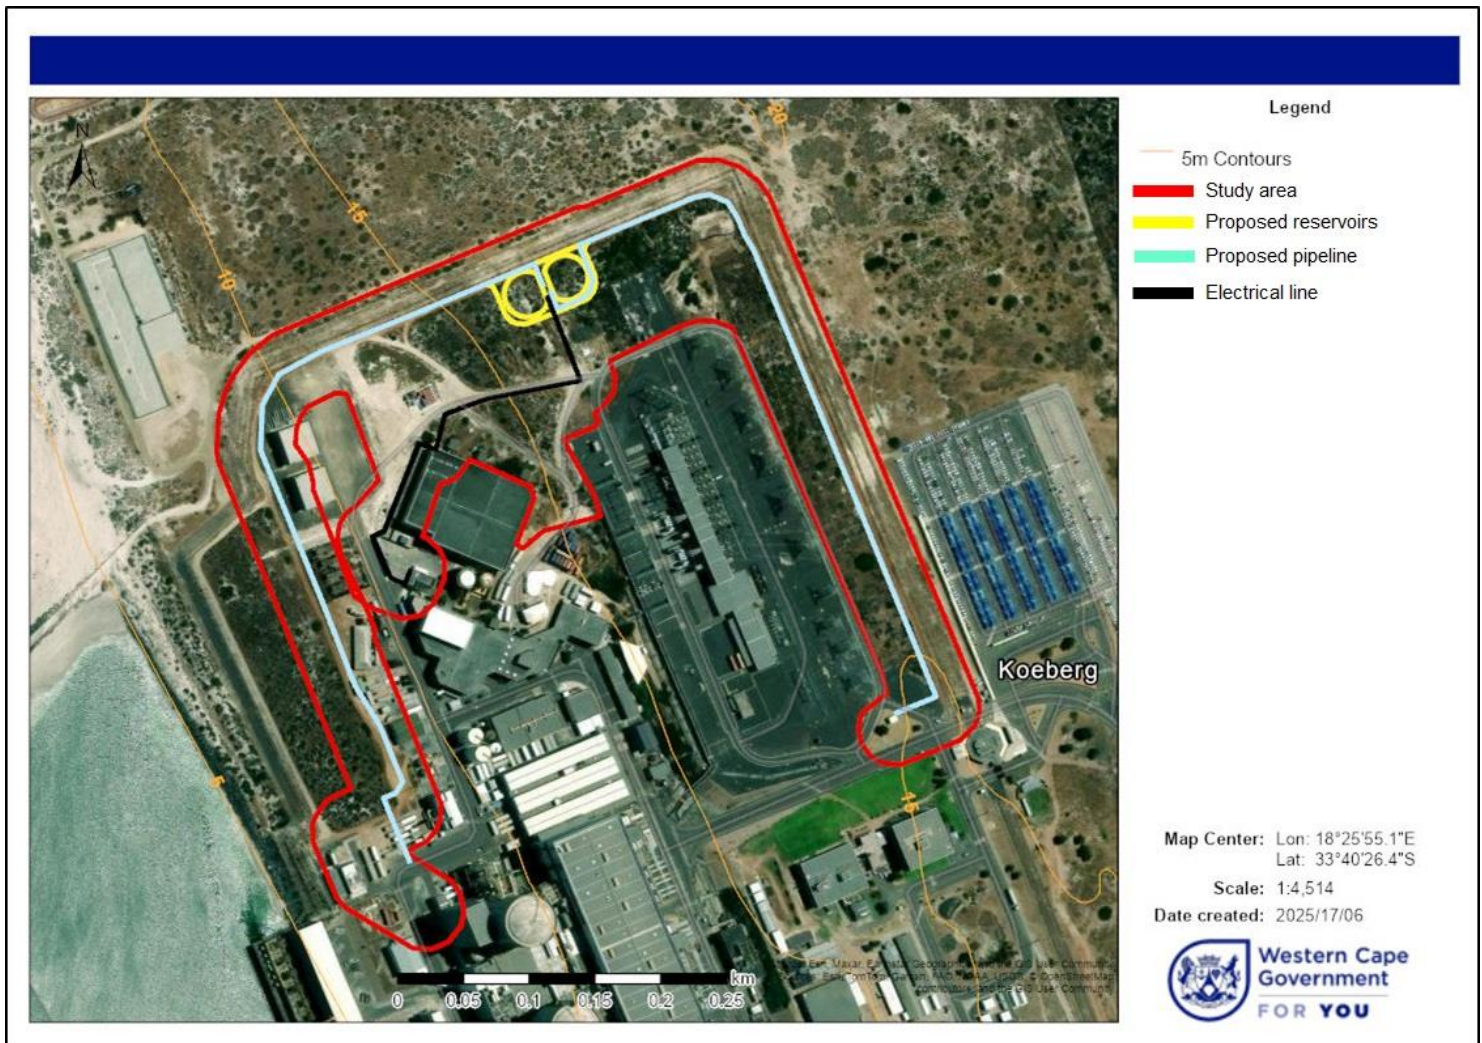 Legend
5m Contours
Study area
Proposed reservoirs
Proposed pipeline
Electrical line
N
20
15
10
Koeberg
5
15
km
0 0.05 0.1 0.15 0.2 0.25
Map Center: Lon: 18°25'55.1"E
Lat: 33°40'26.4"S
Scale: 1:4,514
Date created: 2025/17/06
Western Cape
Government
FOR YOU